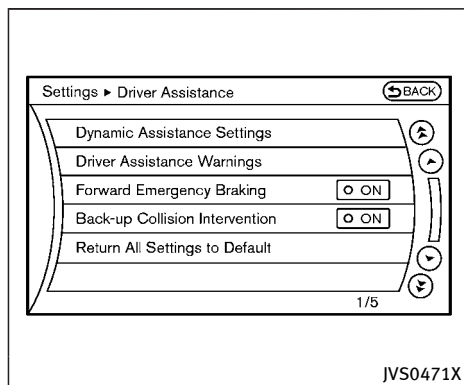 Settings ▸ Driver Assistance
BACK
Dynamic Assistance Settings
Driver Assistance Warnings
Forward Emergency Braking ON
Back-up Collision Intervention ON
Return All Settings to Default
1/5
JVS0471X